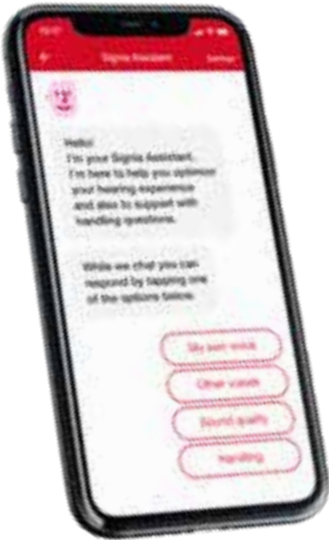 Signia Assistant
Hello!
I'm your Signia Assistant.
I'm here to help you optimize
your hearing experience
and also to support with
handling questions.
While we chat you can
respond by tapping one
of the options below.
My own voice
Other voices
Sound quality
Handling